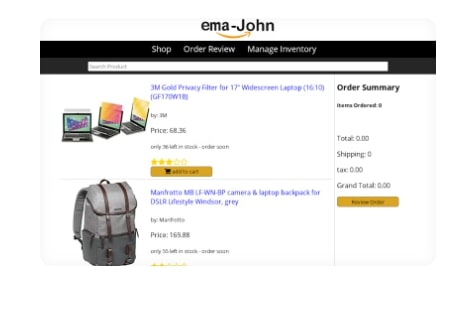 ema-John
Shop Order Review Manage Inventory
Search Product
3M Gold Privacy Filter for 17" Widescreen Laptop (16:10)
(GF170W1B)
by: 3M
Price: 68.36
only 36 left in stock - order soon
add to cart
Manfrotto MB LF-WN-BP camera & laptop backpack for
DSLR Lifestyle Windsor, grey
by: Manfrotto
Price: 169.88
only 55 left in stock - order soon
Order Summary
Items Ordered: 0
Total: 0.00
Shipping: 0
tax: 0.00
Grand Total: 0.00
Review Order